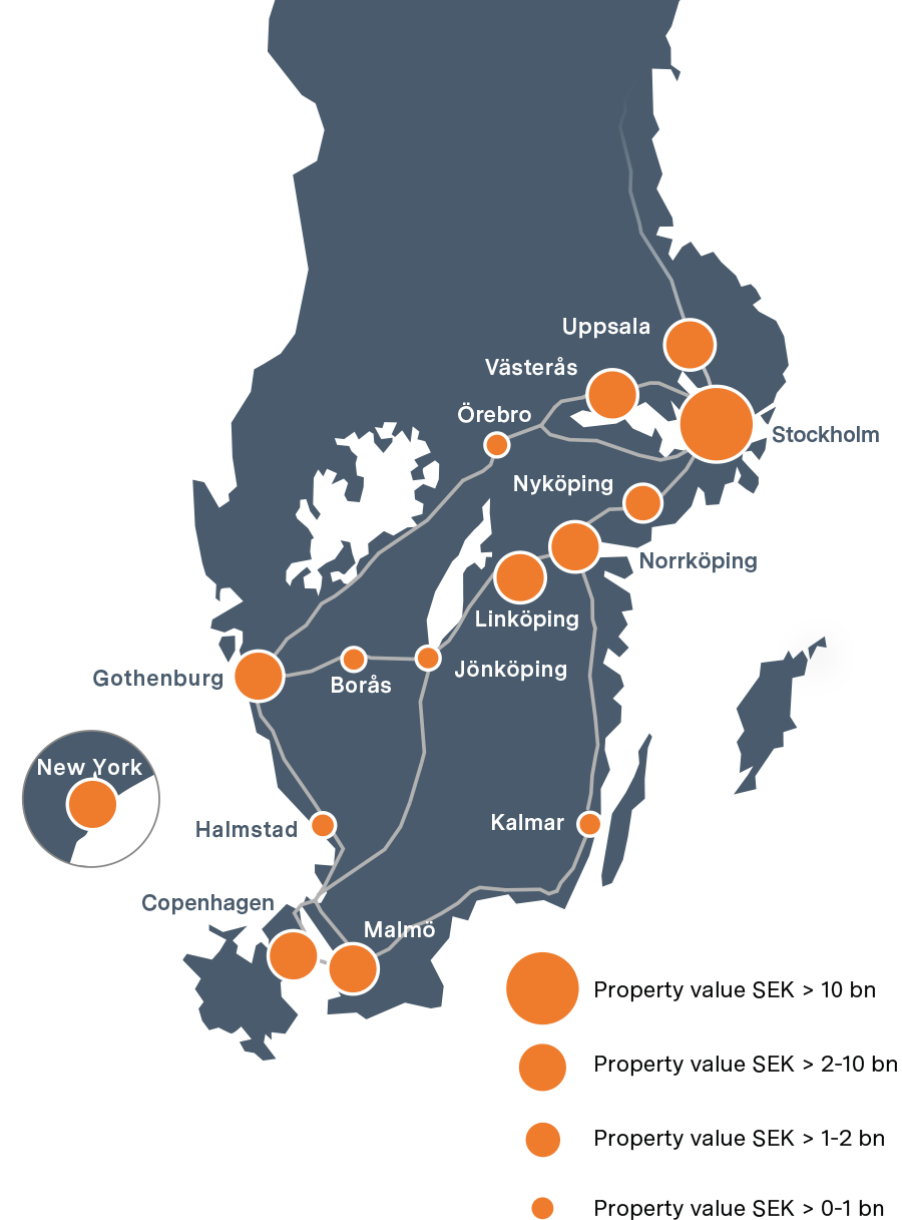 Uppsala
Västerås
Örebro
Stockholm
Nyköping
Norrköping
Linköping
Jönköping
Gothenburg
Borås
New York
Kalmar
Halmstad
Copenhagen
Malmö
Property value SEK > 10 bn
Property value SEK > 2-10 bn
Property value SEK > 1-2 bn
Property value SEK > 0-1 bn